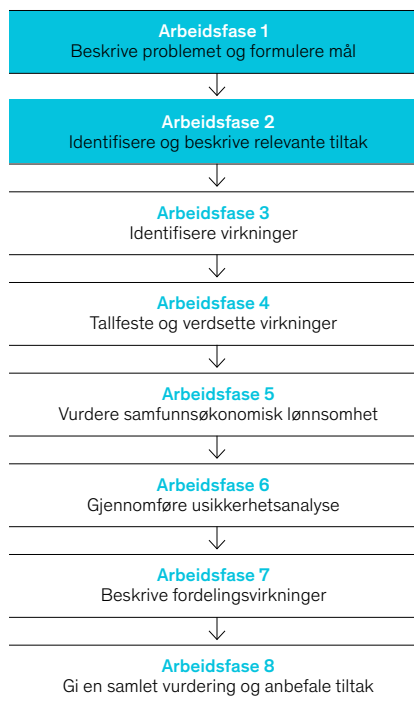 Arbeidsfase 1
Beskrive problemet og formulere mål
Arbeidsfase 2
Identifisere og beskrive relevante tiltak
Arbeidsfase 3
Identifisere virkninger
Arbeidsfase 4
Tallfeste og verdsette virkninger
Arbeidsfase 5
Vurdere samfunnsøkonomisk lønnsomhet
Arbeidsfase 6
Gjennomføre usikkerhetsanalyse
Arbeidsfase 7
Beskrive fordelingsvirkninger
Arbeidsfase 8
Gi en samlet vurdering og anbefale tiltak